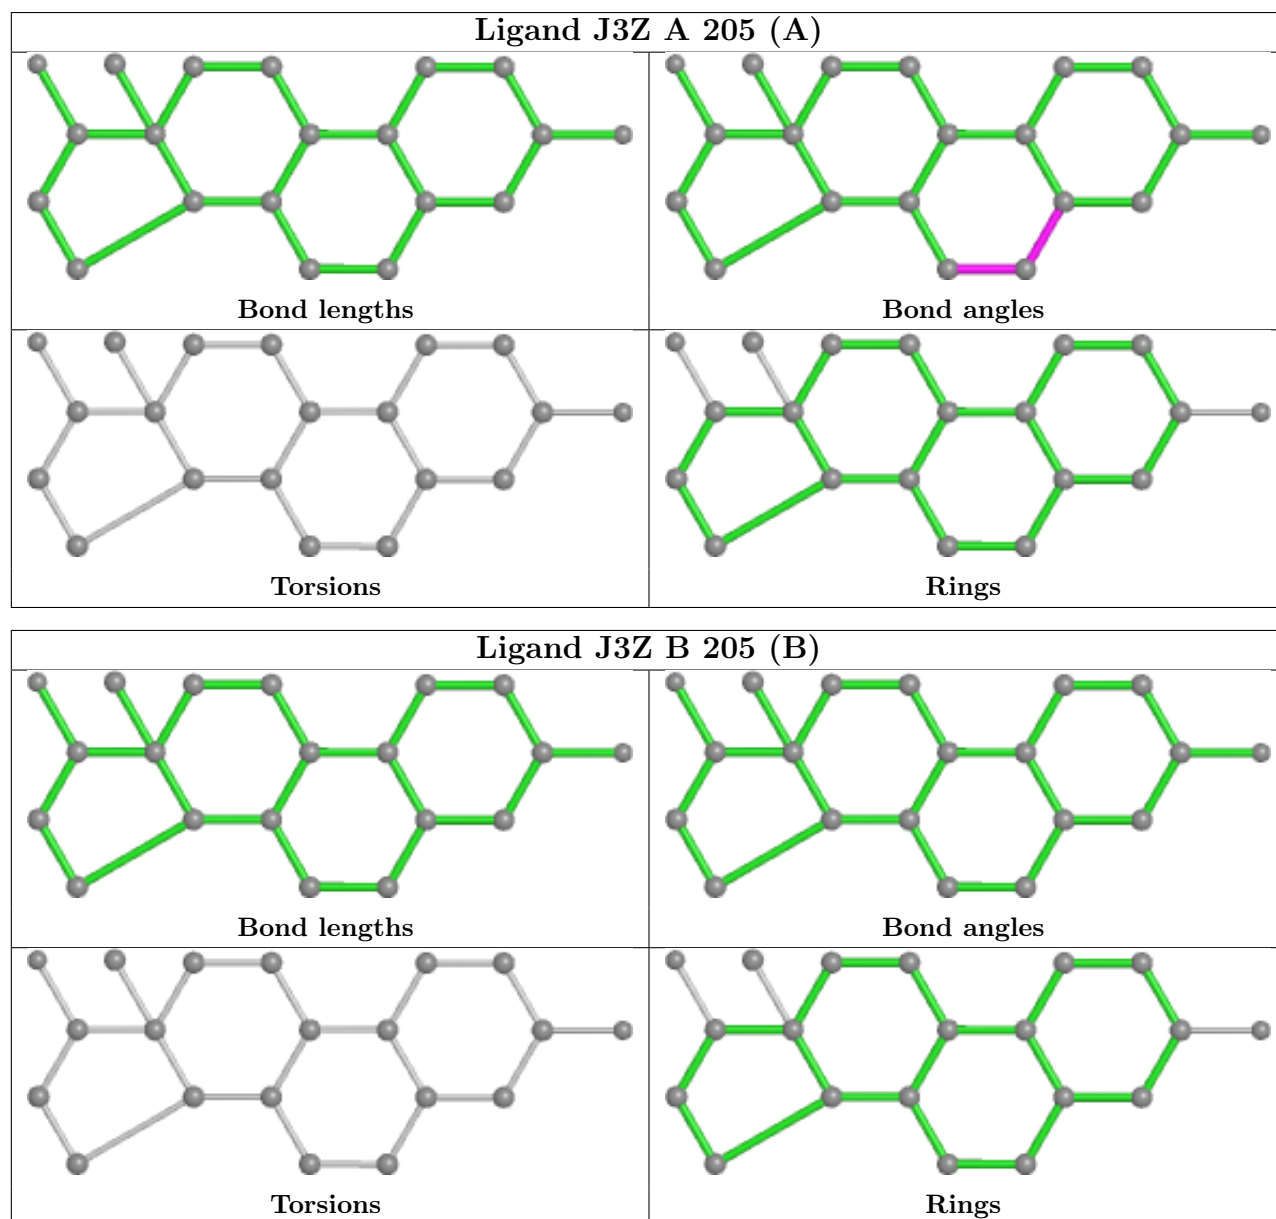 Ligand J3Z A 205 (A)
Bond lengths
Bond angles
Torsions
Rings
Ligand J3Z B 205 (B)
Bond lengths
Bond angles
Torsions
Rings